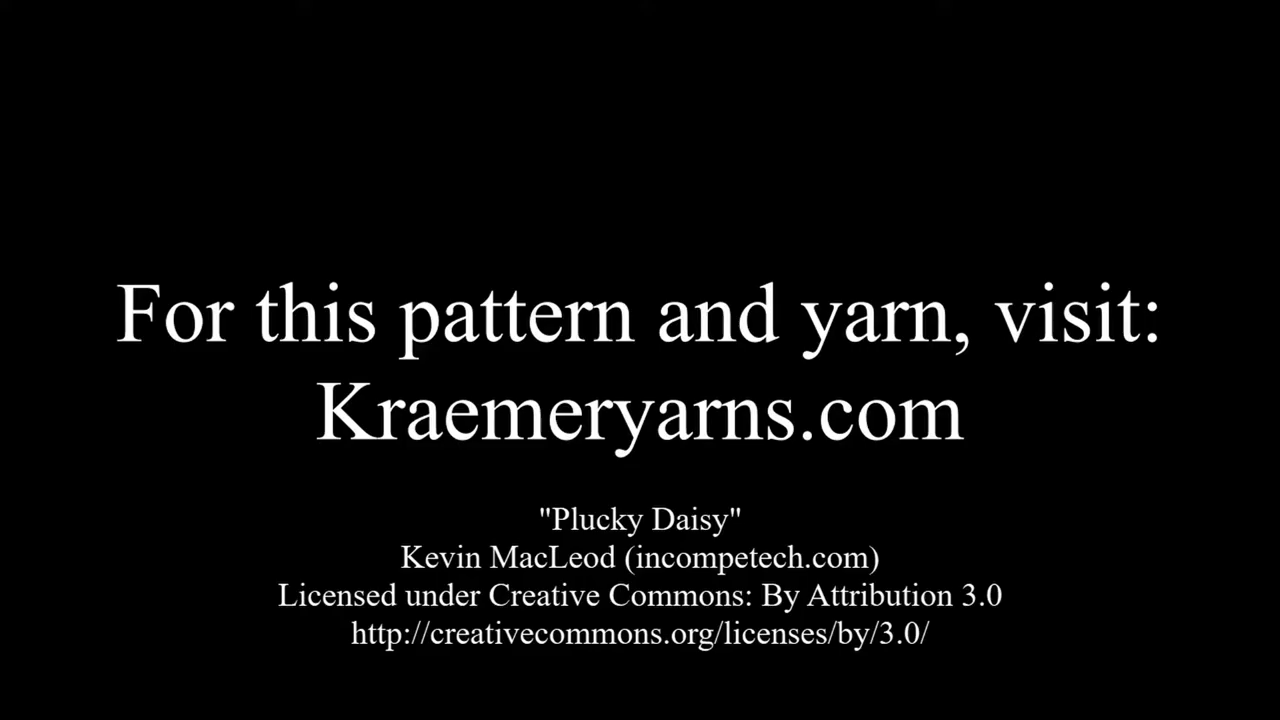 For this pattern and yarn, visit:
Kraemeryarns.com
"Plucky Daisy"
Kevin MacLeod (incompetech.com)
Licensed under Creative Commons: By Attribution 3.0
http://creativecommons.org/licenses/by/3.0/